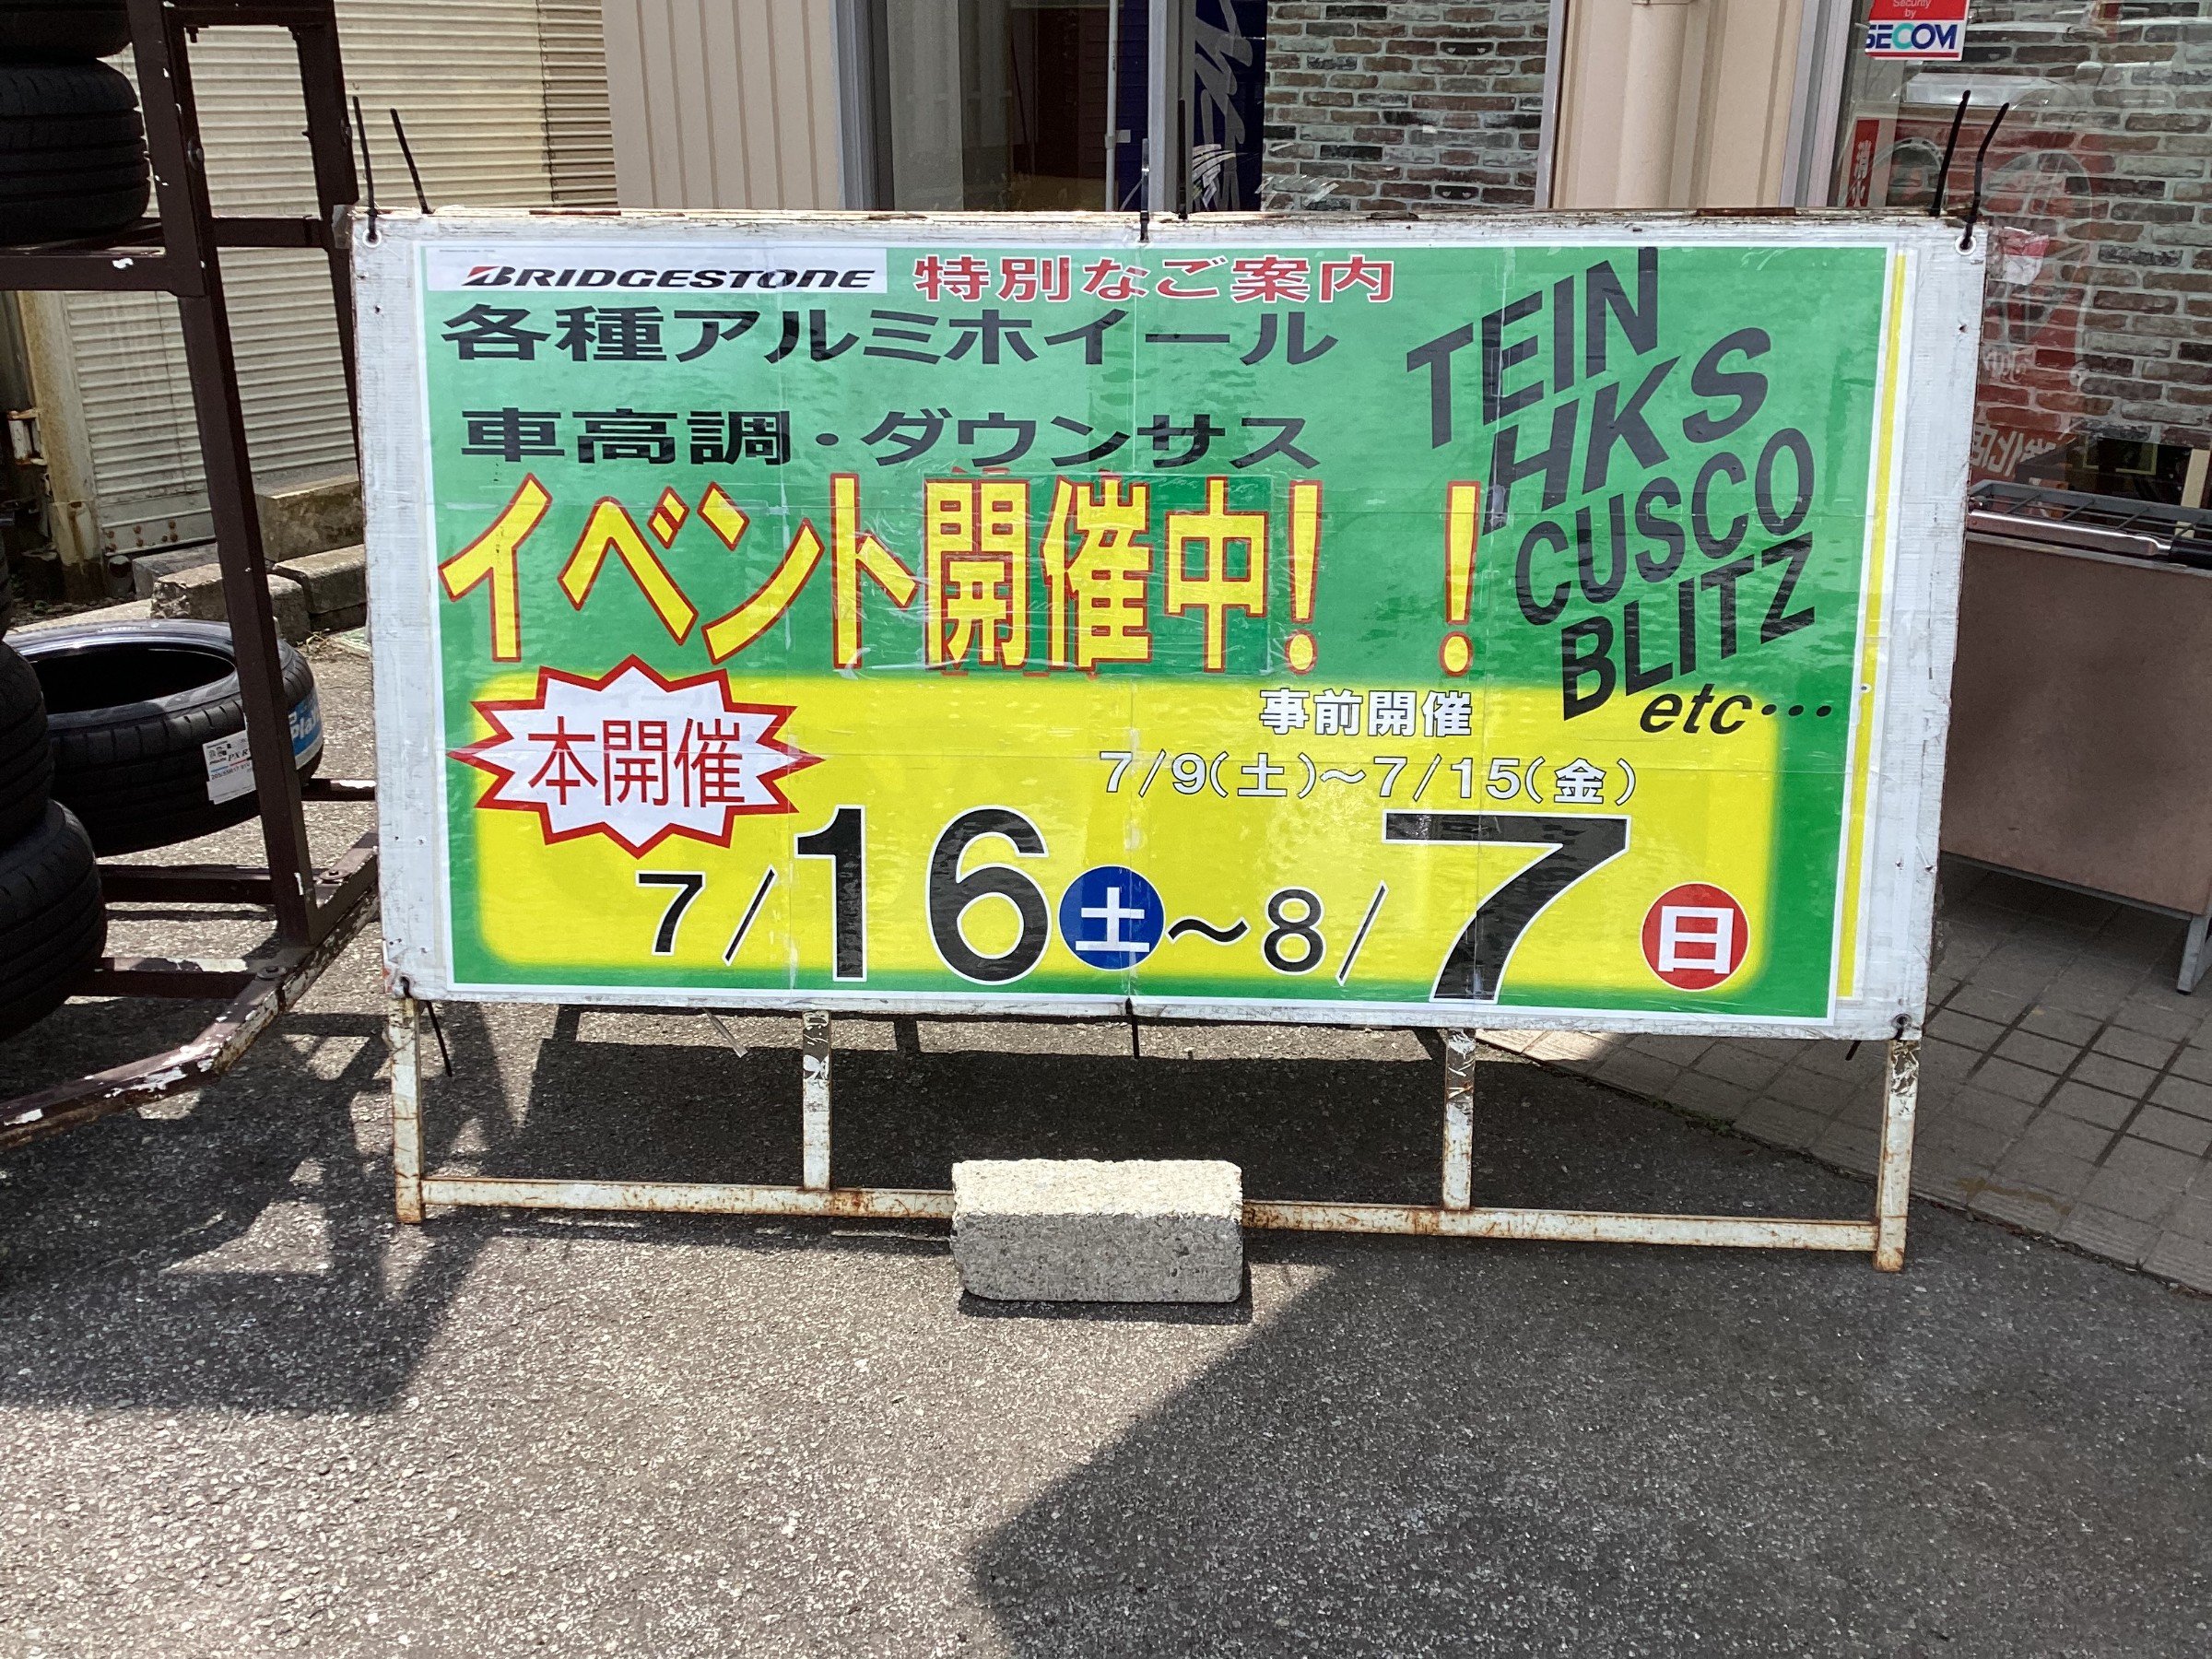 Security
by
SECOM
BRIDGESTONE 特別なご案内
各種アルミホイール
車高調・ダウンサス
イベント開催中!!
TEIN
HKS
CUSCO
BLITZ
etc…
本開催
事前開催
7/9(土)~7/15(金)
7/16土~8/7日